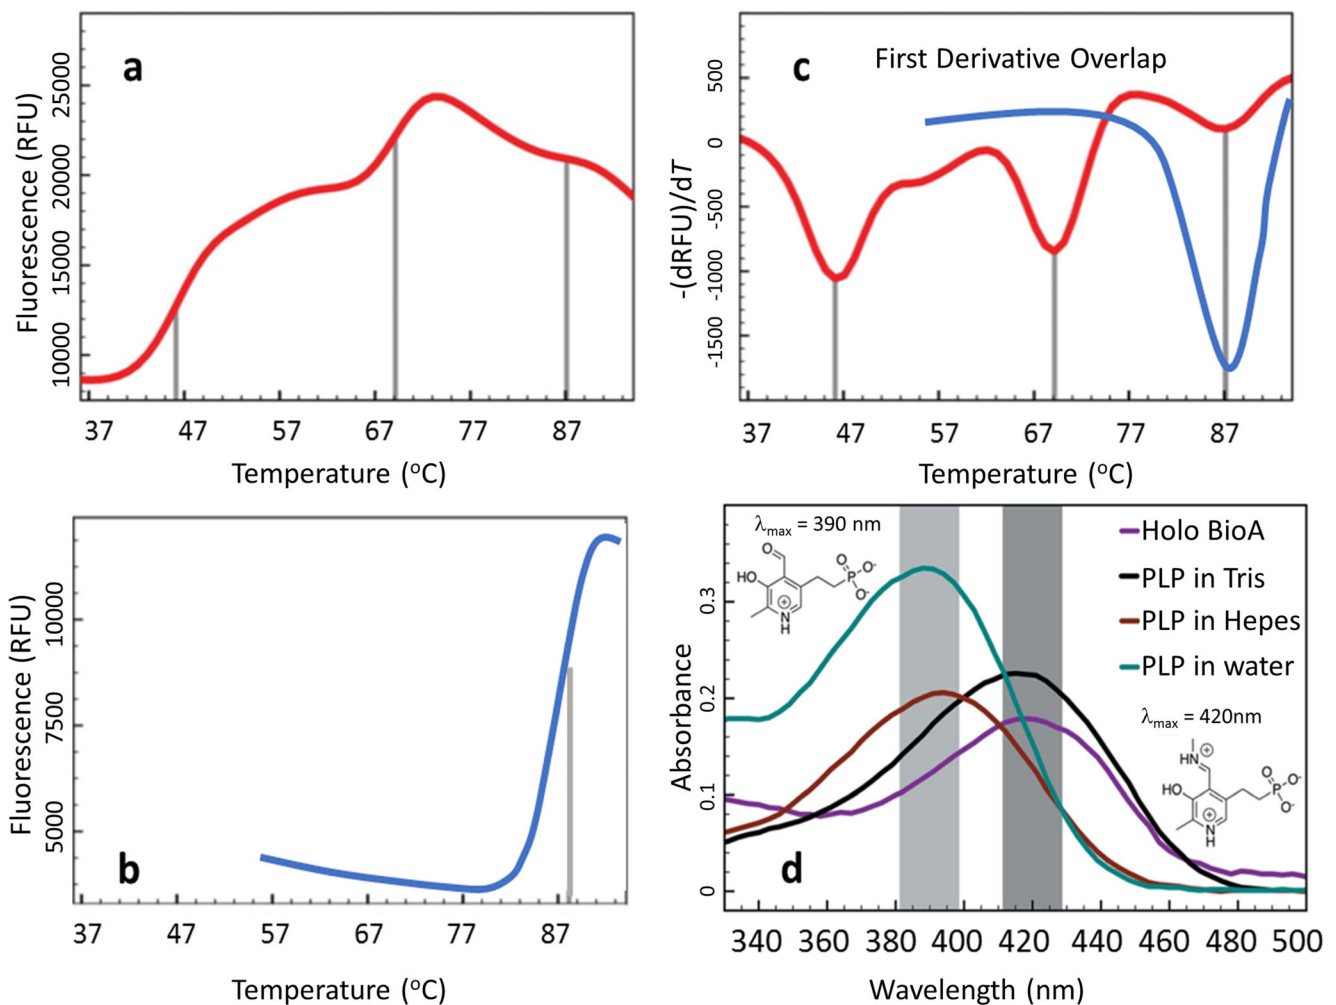 a
Fluorescence (RFU)
25000
20000
15000
10000
37 47 57 67 77 87
Temperature (°C)
c
First Derivative Overlap
-(dRFU)/dT
500
0
-500
-1000
-1500
37 47 57 67 77 87
Temperature (°C)
b
Fluorescence (RFU)
10000
7500
5000
37 47 57 67 77 87
Temperature (°C)
d
λmax = 390 nm
O
HO
O
P
O-
O-
+
N
H
Holo BioA
PLP in Tris
PLP in Hepes
PLP in water
λmax = 420nm
HN
+
HO
O
P
O-
O-
+
N
H
Absorbance
0.3
0.2
0.1
0
340 360 380 400 420 440 460 480 500
Wavelength (nm)